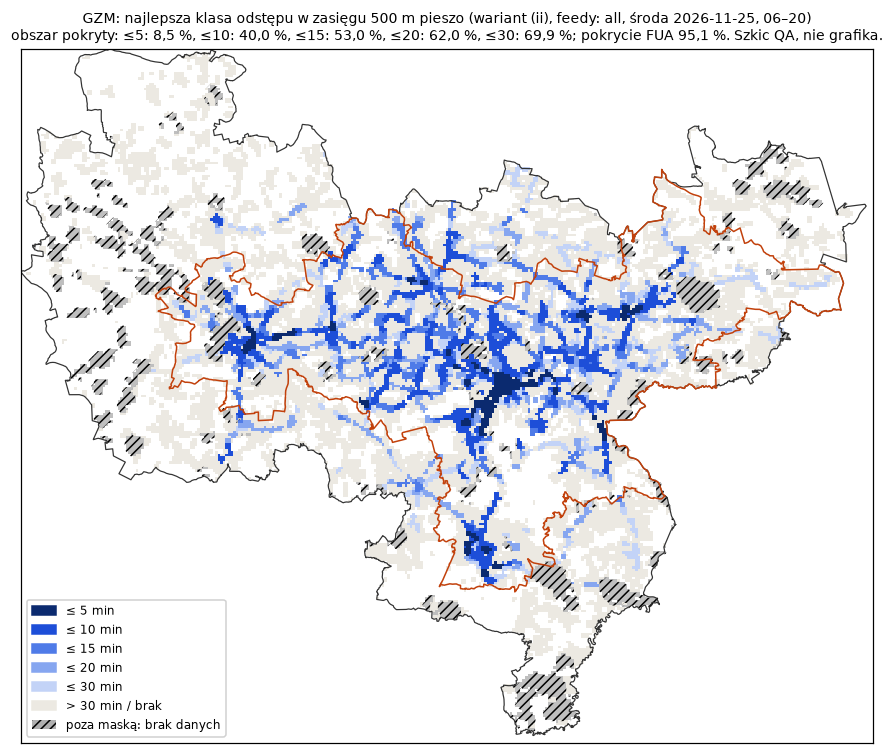 GZM: najlepsza klasa odstępu w zasięgu 500 m pieszo (wariant (ii), feedy: all, środa 2026-11-25, 06–20)
obszar pokryty: ≤5: 8,5 %, ≤10: 40,0 %, ≤15: 53,0 %, ≤20: 62,0 %, ≤30: 69,9 %; pokrycie FUA 95,1 %. Szkic QA, nie grafika.
≤ 5 min
≤ 10 min
≤ 15 min
≤ 20 min
≤ 30 min
> 30 min / brak
poza maską: brak danych